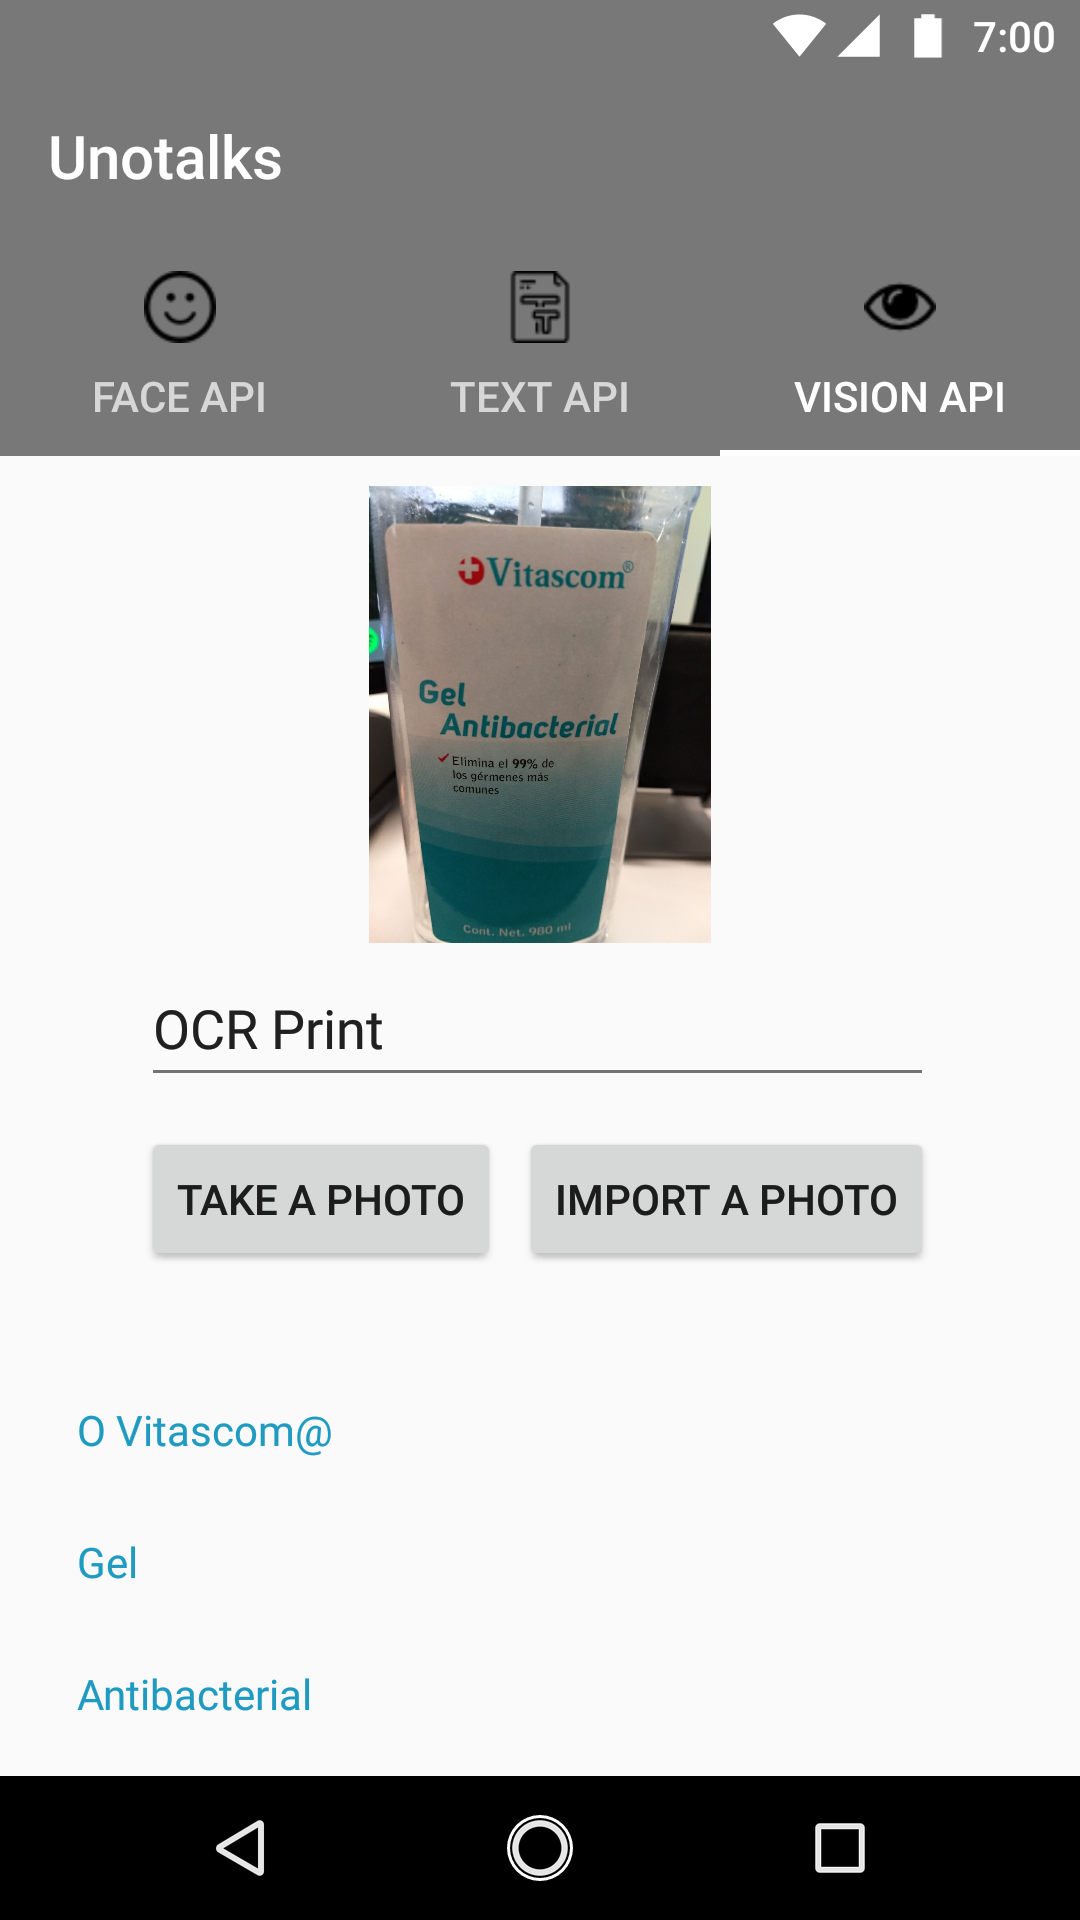 7:00
Unotalks
FACE API
TEXT API
VISION API
Vitascom®
Gel
Antibacterial
Elimina el 99% de
los gérmenes más
comunes
Cont. Net. 980 ml
OCR Print
TAKE A PHOTO
IMPORT A PHOTO
O Vitascom@
Gel
Antibacterial